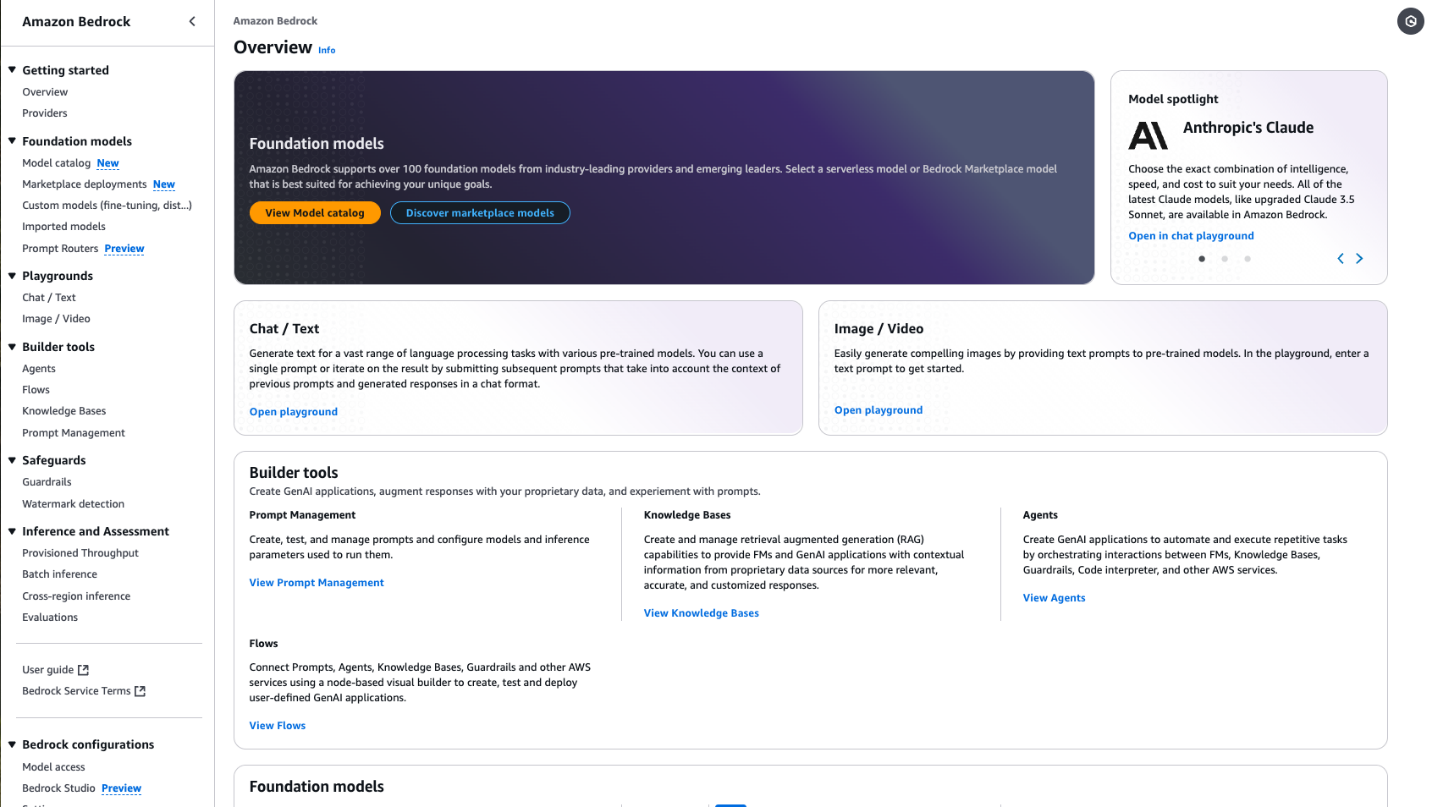 Amazon Bedrock
Getting started
Overview
Providers
Foundation models
Model catalog New
Marketplace deployments New
Custom models (fine-tuning, dist...)
Imported models
Prompt Routers Preview
Playgrounds
Chat / Text
Image / Video
Builder tools
Agents
Flows
Knowledge Bases
Prompt Management
Safeguards
Guardrails
Watermark detection
Inference and Assessment
Provisioned Throughput
Batch inference
Cross-region inference
Evaluations
User guide
Bedrock Service Terms
Bedrock configurations
Model access
Bedrock Studio Preview
Amazon Bedrock
Overview Info
Foundation models
Amazon Bedrock supports over 100 foundation models from industry-leading providers and emerging leaders. Select a serverless model or Bedrock Marketplace model
that is best suited for achieving your unique goals.
View Model catalog Discover marketplace models
Model spotlight
Anthropic's Claude
Choose the exact combination of intelligence,
speed, and cost to suit your needs. All of the
latest Claude models, like upgraded Claude 3.5
Sonnet, are available in Amazon Bedrock.
Open in chat playground
Chat / Text
Generate text for a vast range of language processing tasks with various pre-trained models. You can use a
single prompt or iterate on the result by submitting subsequent prompts that take into account the context of
previous prompts and generated responses in a chat format.
Open playground
Image / Video
Easily generate compelling images by providing text prompts to pre-trained models. In the playground, enter a
text prompt to get started.
Open playground
Builder tools
Create GenAI applications, augment responses with your proprietary data, and experiement with prompts.
Prompt Management
Create, test, and manage prompts and configure models and inference
parameters used to run them.
View Prompt Management
Knowledge Bases
Create and manage retrieval augmented generation (RAG)
capabilities to provide FMs and GenAI applications with contextual
information from proprietary data sources for more relevant,
accurate, and customized responses.
View Knowledge Bases
Agents
Create GenAI applications to automate and execute repetitive tasks
by orchestrating interactions between FMs, Knowledge Bases,
Guardrails, Code interpreter, and other AWS services.
View Agents
Flows
Connect Prompts, Agents, Knowledge Bases, Guardrails and other AWS
services using a node-based visual builder to create, test and deploy
user-defined GenAI applications.
View Flows
Foundation models